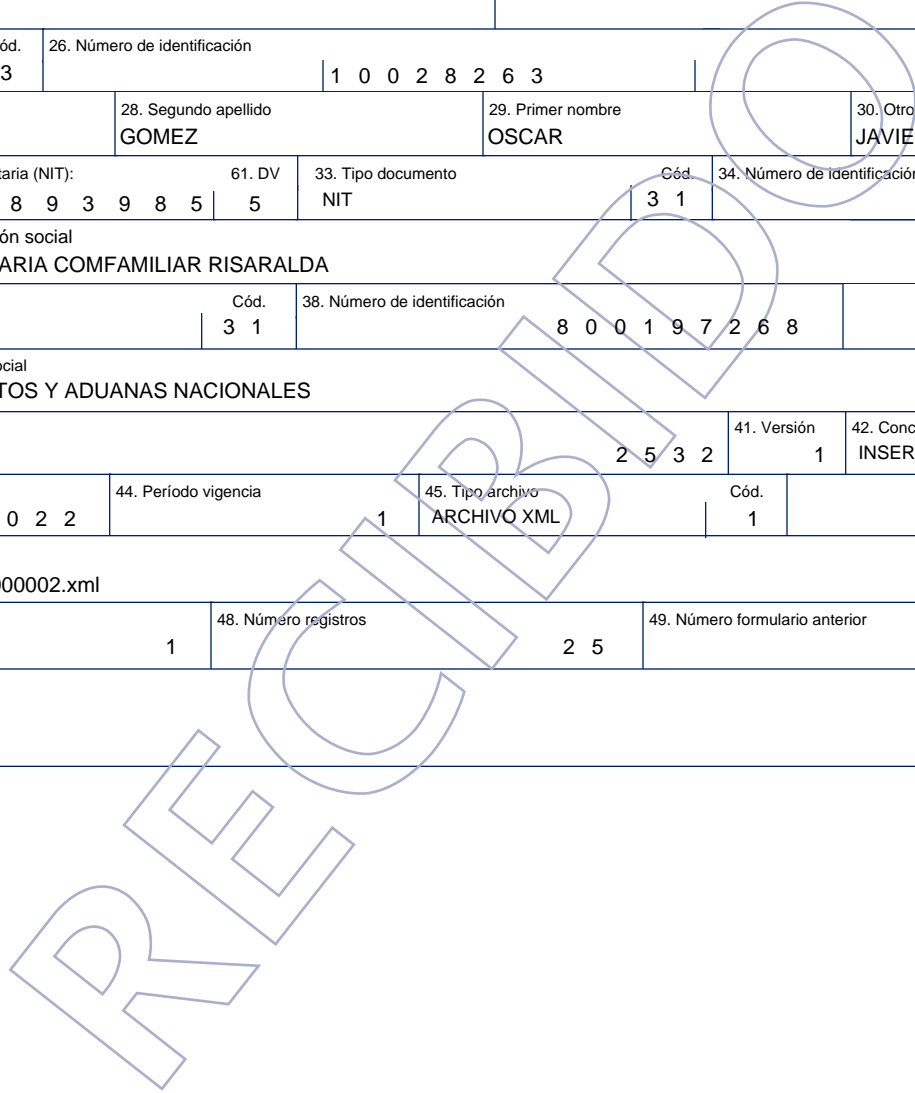 ód. 26. Número de identificación
3 1 0 0 2 8 2 6 3
28. Segundo apellido 29. Primer nombre 30. Otro
GOMEZ OSCAR JAVIE
taria (NIT): 61. DV 33. Tipo documento Cód. 34. Número de identificación
8 9 3 9 8 5 5 NIT 3 1
ón social
ARIA COMFAMILIAR RISARALDA
Cód. 38. Número de identificación
3 1 8 0 0 1 9 7 2 6 8
ocial
TOS Y ADUANAS NACIONALES
41. Versión 42. Conc
2 5 3 2 1 INSER
44. Período vigencia 45. Tipo archivo Cód.
0 2 2 1 ARCHIVO XML 1
000002.xml
48. Número registros 49. Número formulario anterior
1 2 5
RECIBIDO